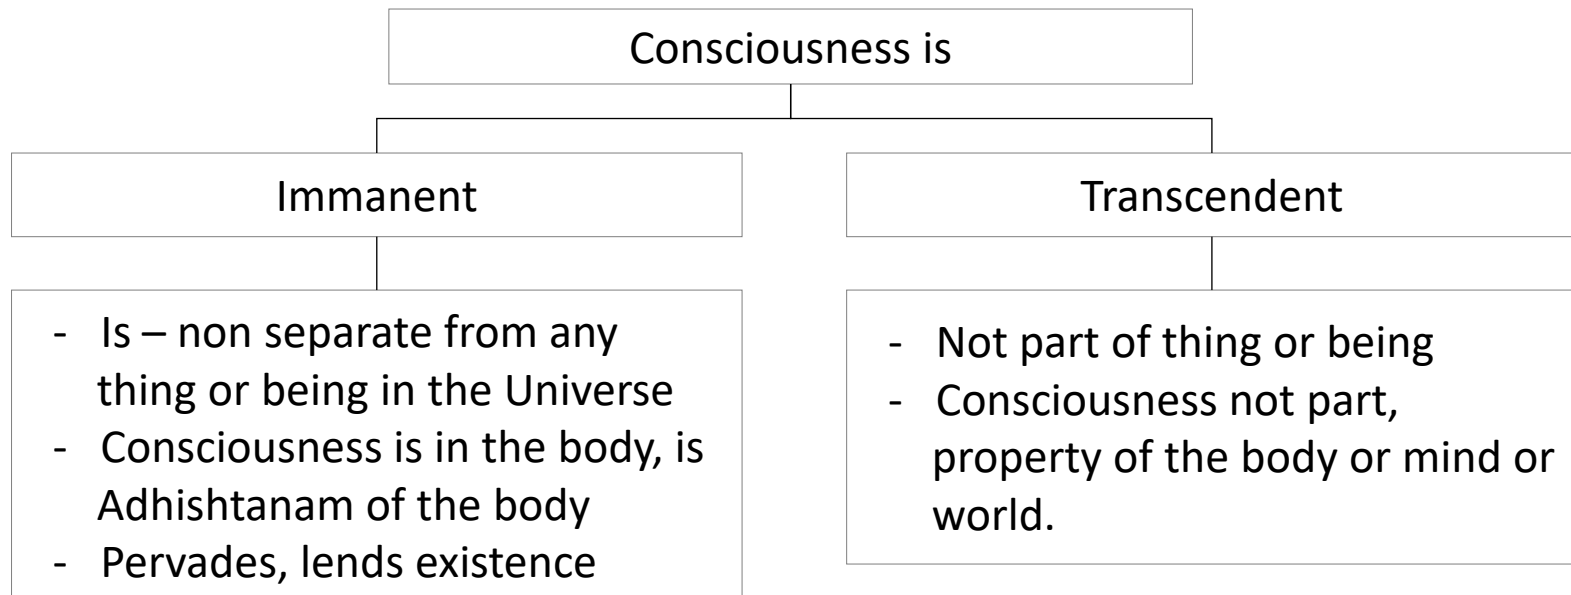 Consciousness is
Immanent
Transcendent
- Is – non separate from any
thing or being in the Universe
- Consciousness is in the body, is
Adhishtanam of the body
- Pervades, lends existence
- Not part of thing or being
- Consciousness not part,
property of the body or mind or
world.